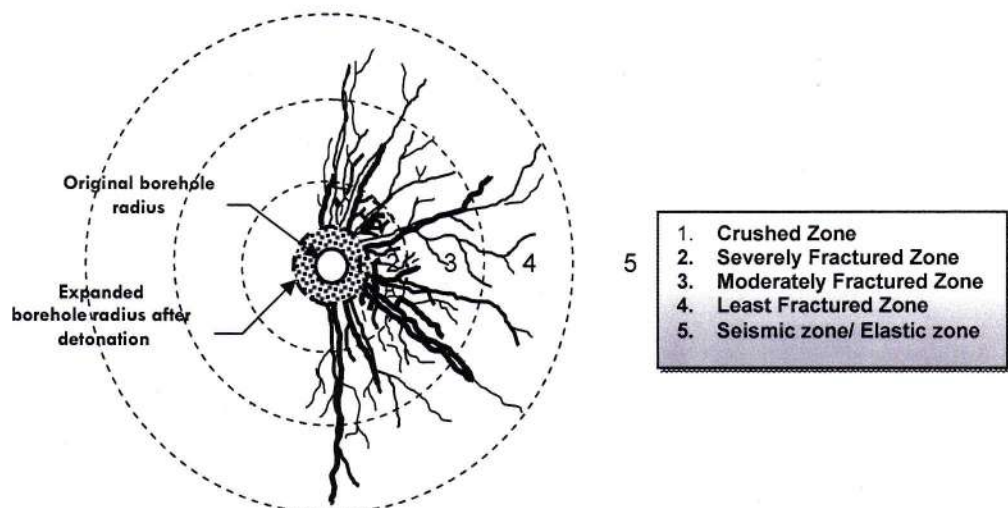 Original borehole
radius
Expanded
borehole radius after
detonation
2
3
4
5
1. Crushed Zone
2. Severely Fractured Zone
3. Moderately Fractured Zone
4. Least Fractured Zone
5. Seismic zone/ Elastic zone